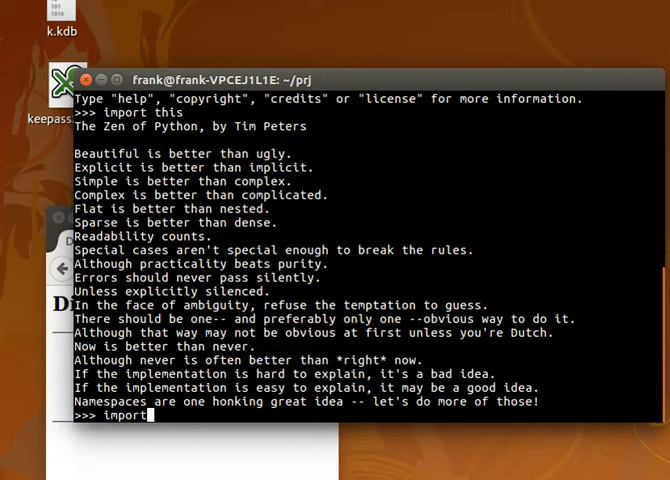 101
1010
k.kdb
frank@frank-VPCEJ1L1E: ~/prj
keepass
Type "help", "copyright", "credits" or "license" for more information.
>>> import this
The Zen of Python, by Tim Peters
Beautiful is better than ugly.
Explicit is better than implicit.
Simple is better than complex.
Complex is better than complicated.
Flat is better than nested.
Sparse is better than dense.
Readability counts.
Special cases aren't special enough to break the rules.
Although practicality beats purity.
Errors should never pass silently.
Unless explicitly silenced.
In the face of ambiguity, refuse the temptation to guess.
There should be one-- and preferably only one --obvious way to do it.
Although that way may not be obvious at first unless you're Dutch.
Now is better than never.
Although never is often better than *right* now.
If the implementation is hard to explain, it's a bad idea.
If the implementation is easy to explain, it may be a good idea.
Namespaces are one honking great idea -- let's do more of those!
>>> import